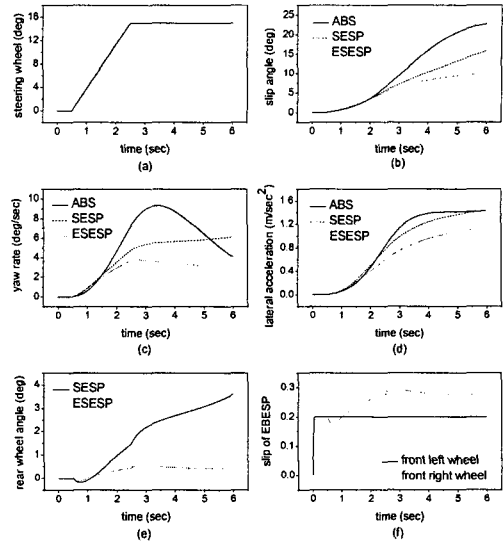 steering wheel (deg)
16
12
8
4
0
0 1 2 3 4 5 6
time (sec)
(a)
slip angle (deg)
25
20
15
10
5
0
ABS
SESP
ESESP
0 1 2 3 4 5 6
time (sec)
(b)
yaw rate (deg/sec)
10
8
6
4
2
0
ABS
SESP
ESESP
0 1 2 3 4 5 6
time (sec)
(c)
lateral acceleration (m/sec²)
1.6
1.2
0.8
0.4
0.0
ABS
SESP
ESESP
0 1 2 3 4 5 6
time (sec)
(d)
rear wheel angle (deg)
4
3
2
1
0
SESP
ESESP
0 1 2 3 4 5 6
time (sec)
(e)
slip of EBESP
0.3
0.2
0.1
0.0
front left wheel
front right wheel
0 1 2 3 4 5 6
time (sec)
(f)